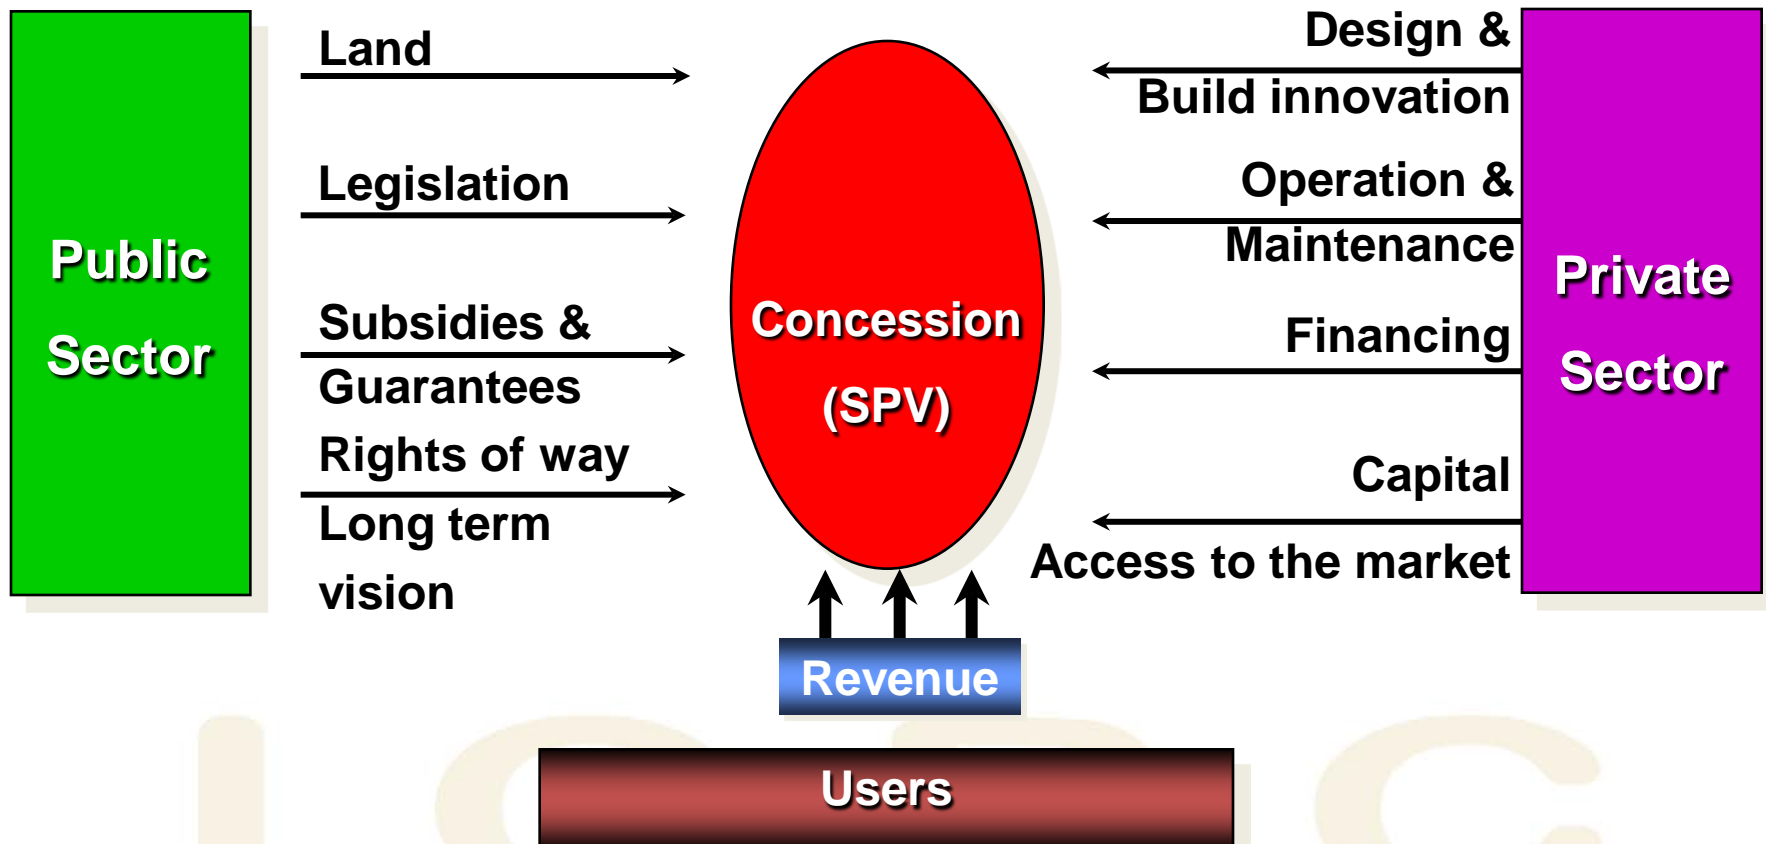 Public
Sector
Land
Legislation
Subsidies &
Guarantees
Rights of way
Long term
vision
Concession
(SPV)
Design &
Build innovation
Operation &
Maintenance
Financing
Capital
Access to the market
Private
Sector
Revenue
Users